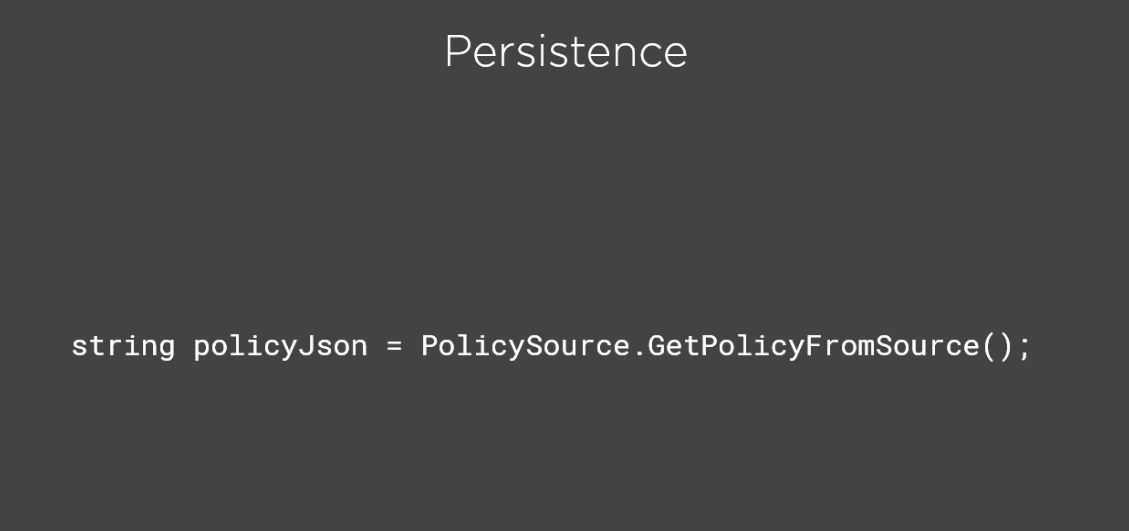 Persistence
string policyJson = PolicySource.GetPolicyFromSource();